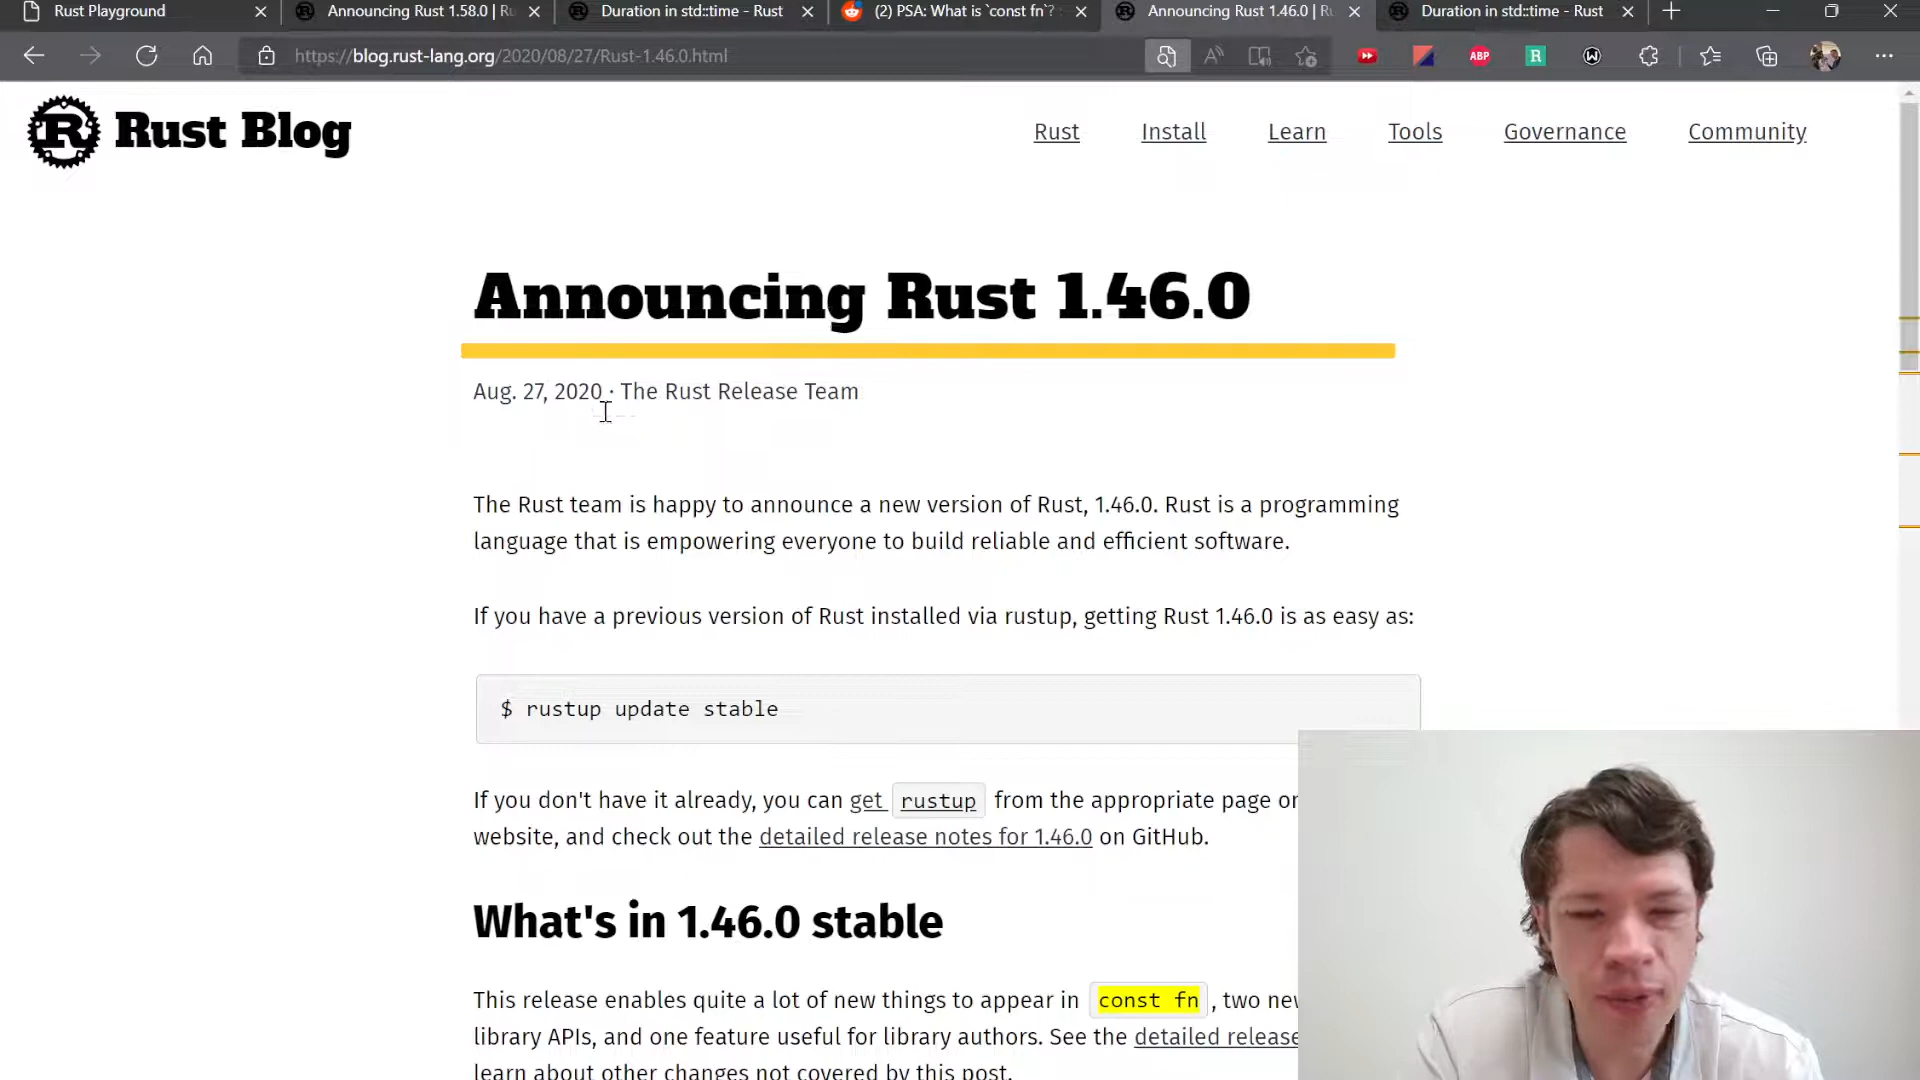 Rust Playground
Announcing Rust 1.58.0 | Ru
Duration in std::time - Rust
(2) PSA: What is `const fn`? :
Announcing Rust 1.46.0 | Ru
Duration in std::time - Rust
https://blog.rust-lang.org/2020/08/27/Rust-1.46.0.html
ABP
R
Rust Blog
Rust
Install
Learn
Tools
Governance
Community
Announcing Rust 1.46.0
Aug. 27, 2020 · The Rust Release Team
The Rust team is happy to announce a new version of Rust, 1.46.0. Rust is a programming
language that is empowering everyone to build reliable and efficient software.
If you have a previous version of Rust installed via rustup, getting Rust 1.46.0 is as easy as:
$ rustup update stable
If you don't have it already, you can get rustup from the appropriate page on
website, and check out the detailed release notes for 1.46.0 on GitHub.
What's in 1.46.0 stable
This release enables quite a lot of new things to appear in const fn, two new
library APIs, and one feature useful for library authors. See the detailed release
learn about other changes not covered by this post.